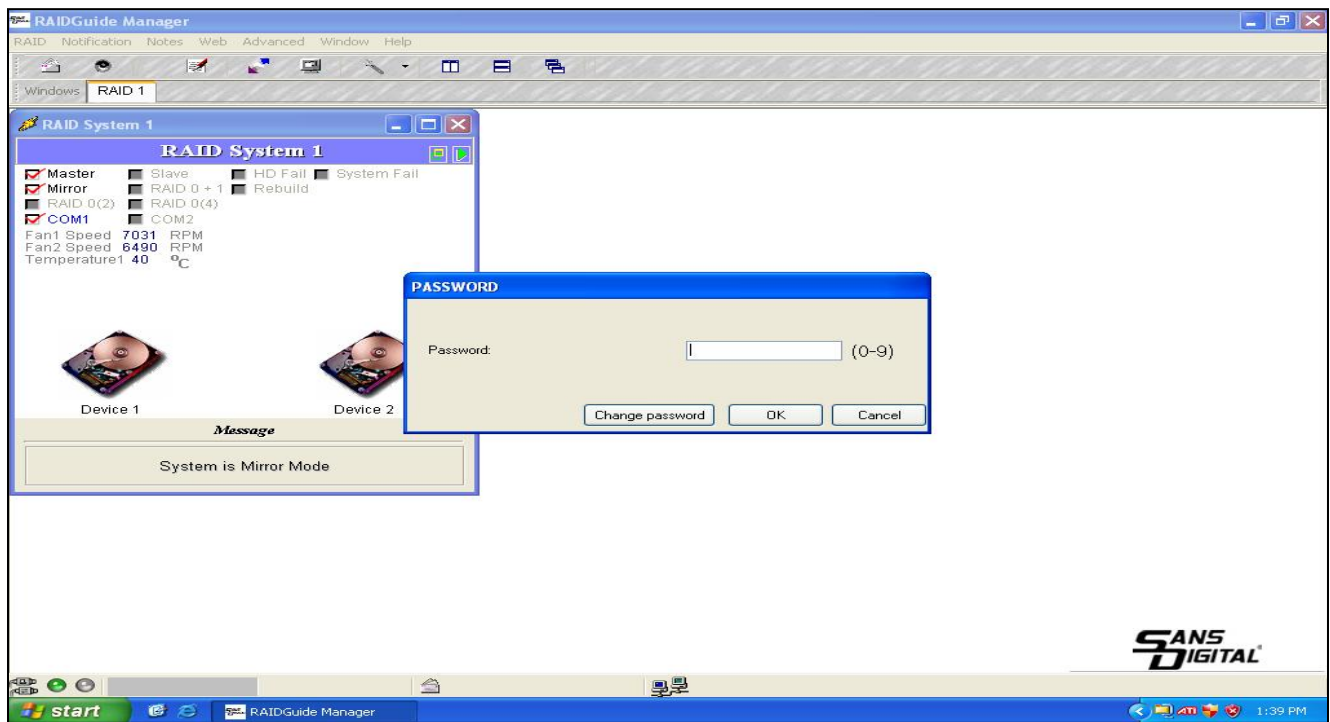 RAIDGuide Manager
RAID Notification Notes Web Advanced Window Help
Windows RAID 1
RAID System 1
RAID System 1
Master Slave HD Fail System Fail
Mirror RAID 0 + 1 Rebuild
RAID 0(2) RAID 0(4)
COM1 COM2
Fan1 Speed 7031 RPM
Fan2 Speed 6490 RPM
Temperature1 40 °C
PASSWORD
Password: (0-9)
Change password OK Cancel
Device 1 Device 2
Message
System is Mirror Mode
SANS
DIGITAL
start RAIDGuide Manager 1:39 PM